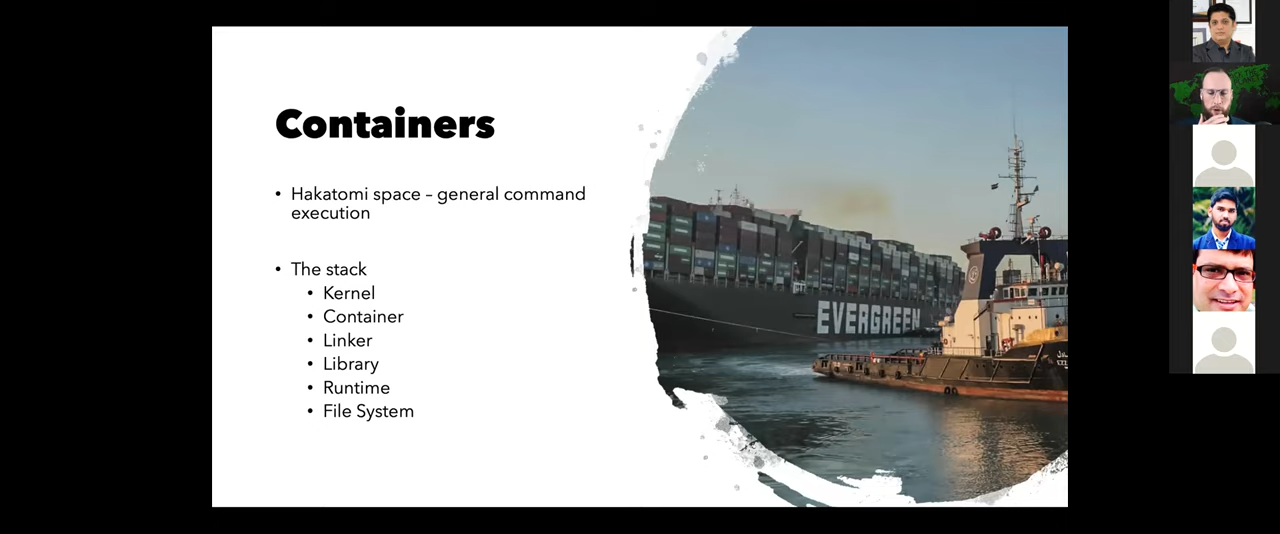 Containers
• Hakatomi space – general command
execution
• The stack
• Kernel
• Container
• Linker
• Library
• Runtime
• File System
EVERGREEN